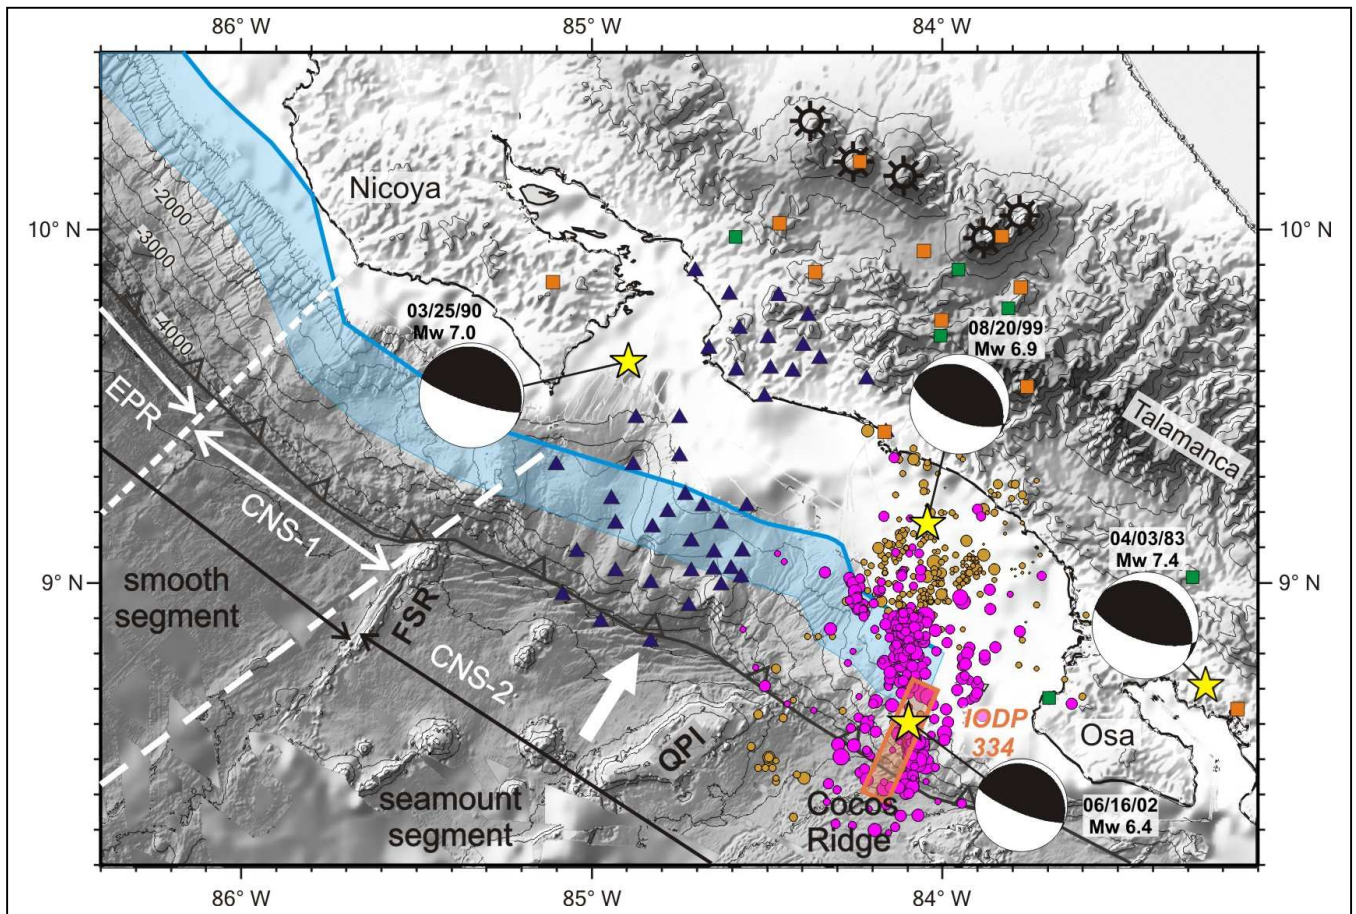 86° W
85° W
84° W
Nicoya
-2000
10° N
10° N
-3000
03/25/90
Mw 7.0
-4000
08/20/99
Mw 6.9
EPR
Talamanca
CNS-1
04/03/83
Mw 7.4
9° N
9° N
smooth
segment
FSR
CNS-2
IODP
334
QPI
Osa
seamount
segment
Cocos
Ridge
06/16/02
Mw 6.4
86° W
85° W
84° W